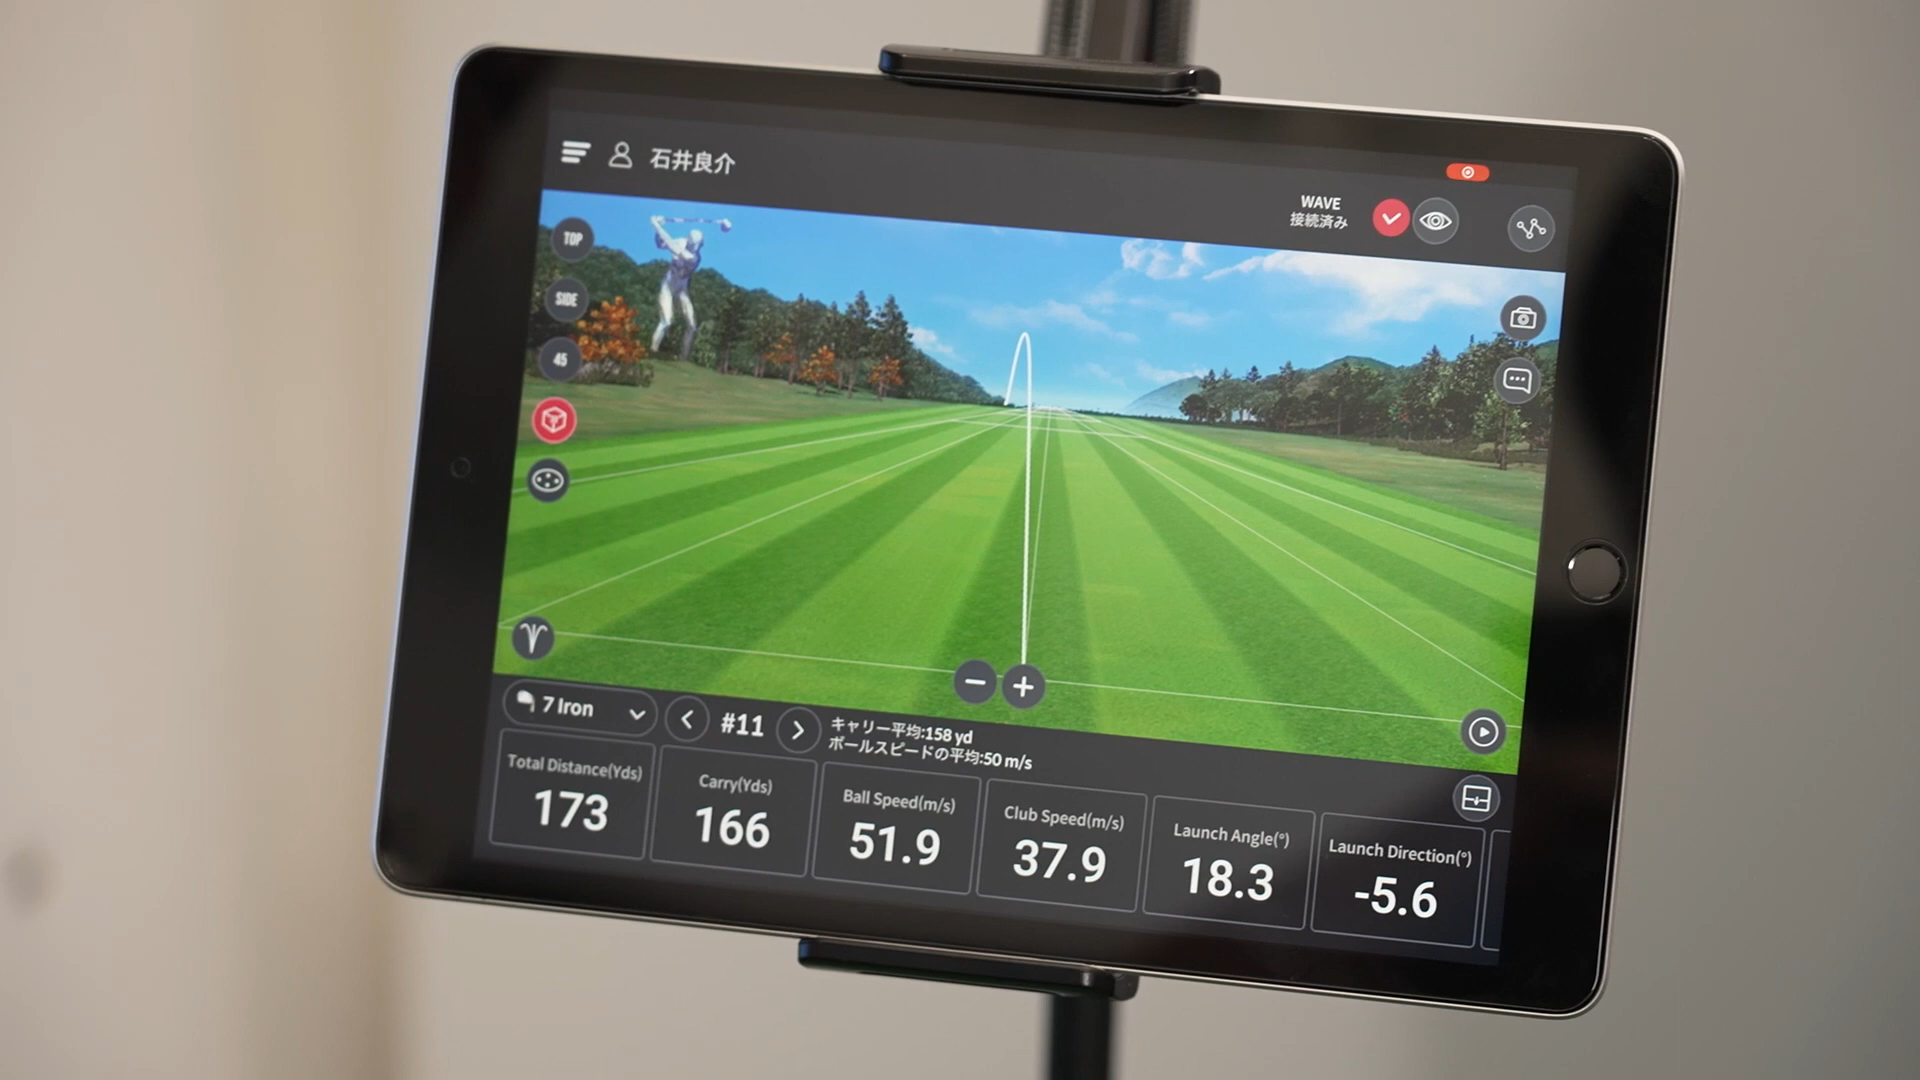 石井良介
WAVE
接続済み
TOP
SIDE
45
7 Iron
#11
キャリー平均:158 yd
ボールスピードの平均:50 m/s
Total Distance(Yds)
173
Carry(Yds)
166
Ball Speed(m/s)
51.9
Club Speed(m/s)
37.9
Launch Angle(°)
18.3
Launch Direction(°)
-5.6